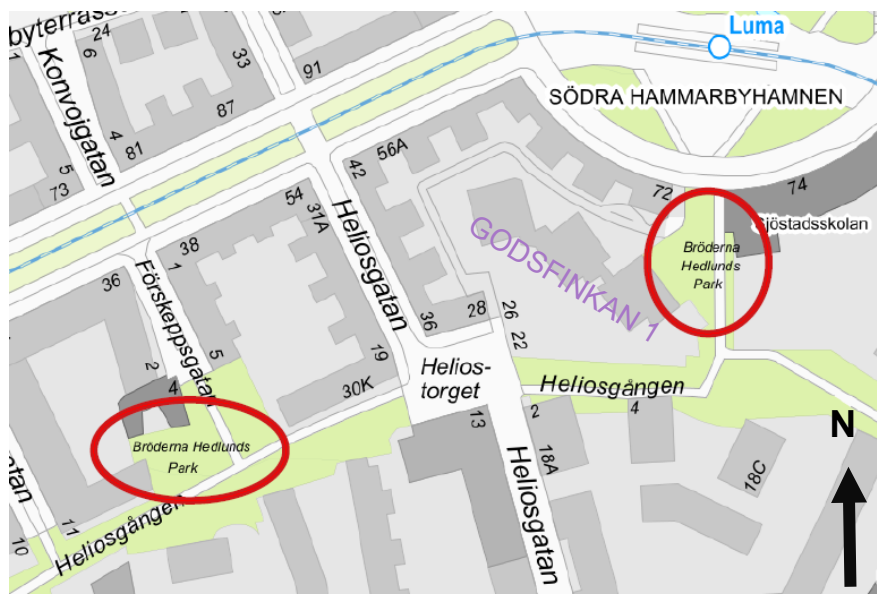 byterrass
24
6
33
91
87
Konvojgatan
4
81
5
73
Luma
SÖDRA HAMMARBYHAMNEN
56A
42
72
74
Sjöstadsskolan
54
31A
Heliosgatan
38
1
36
Förskeppsgatan
GODSFINKAN 1
Bröderna
Hedlunds
Park
28
26
36
22
19
2
4
5
30K
Helios-
torget
Heliosgången
2
4
13
18A
18C
N
Bröderna Hedlunds
Park
Heliosgatan
Heliosgången
11
10
gatan